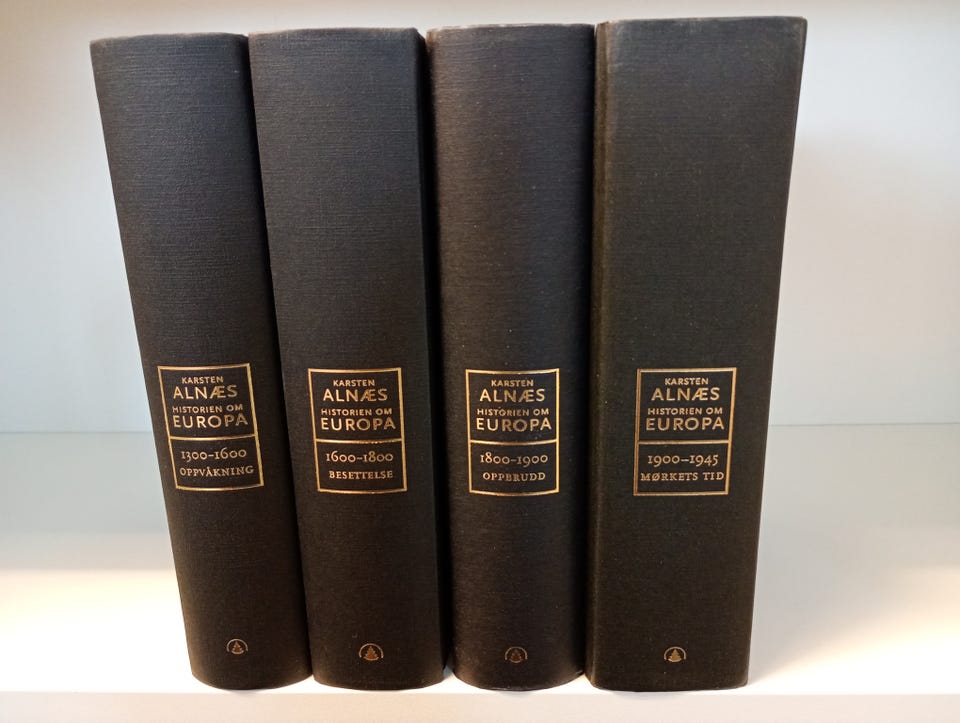 KARSTEN
ALNÆS
HISTORIEN OM
EUROPA
1300–1600
OPPVÅKNING
KARSTEN
ALNÆS
HISTORIEN OM
EUROPA
1600–1800
BESETTELSE
KARSTEN
ALNÆS
HISTORIEN OM
EUROPA
1800–1900
OPPBRUDD
KARSTEN
ALNÆS
HISTORIEN OM
EUROPA
1900–1945
MØRKETS TID